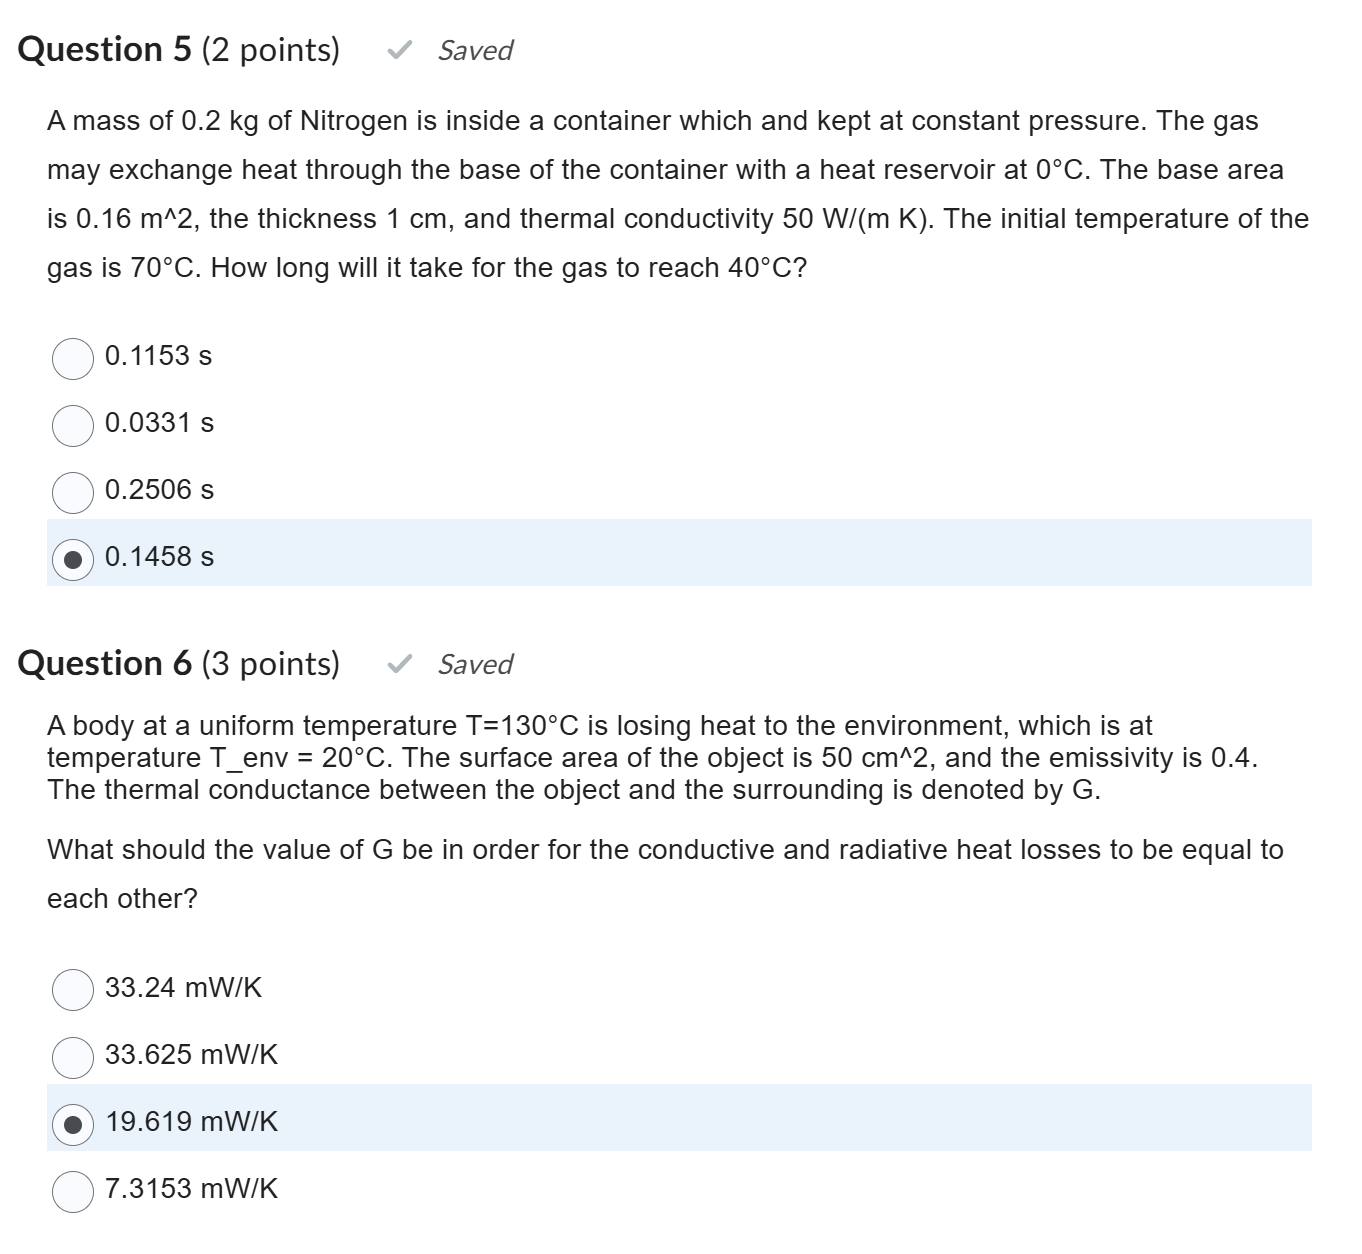 Question 5 (2 points) ✓ Saved
A mass of 0.2 kg of Nitrogen is inside a container which and kept at constant pressure. The gas
may exchange heat through the base of the container with a heat reservoir at 0°C. The base area
is 0.16 m^2, the thickness 1 cm, and thermal conductivity 50 W/(m K). The initial temperature of the
gas is 70°C. How long will it take for the gas to reach 40°C?
0.1153 s
0.0331 s
0.2506 s
0.1458 s
Question 6 (3 points) ✓ Saved
A body at a uniform temperature T=130°C is losing heat to the environment, which is at
temperature T_env = 20°C. The surface area of the object is 50 cm^2, and the emissivity is 0.4.
The thermal conductance between the object and the surrounding is denoted by G.
What should the value of G be in order for the conductive and radiative heat losses to be equal to
each other?
33.24 mW/K
33.625 mW/K
19.619 mW/K
7.3153 mW/K